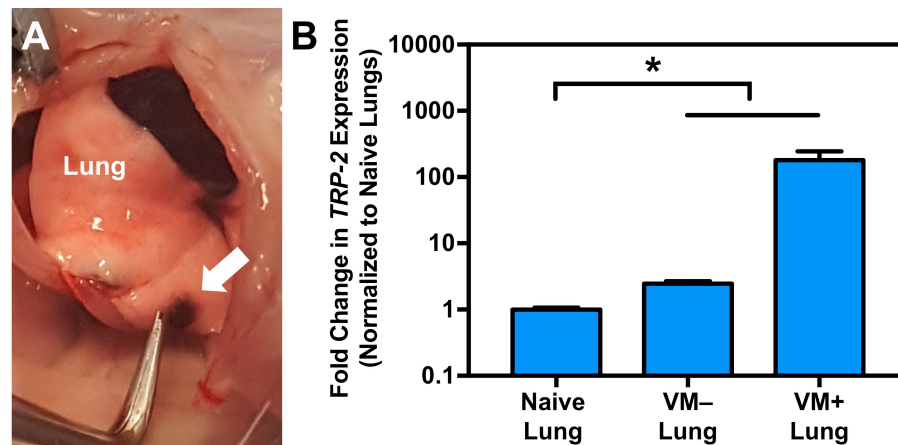 A
Lung
B
Fold Change in TRP-2 Expression
(Normalized to Naive Lungs)
10000
1000
100
10
1
0.1
*
Naive
Lung
VM–
Lung
VM+
Lung